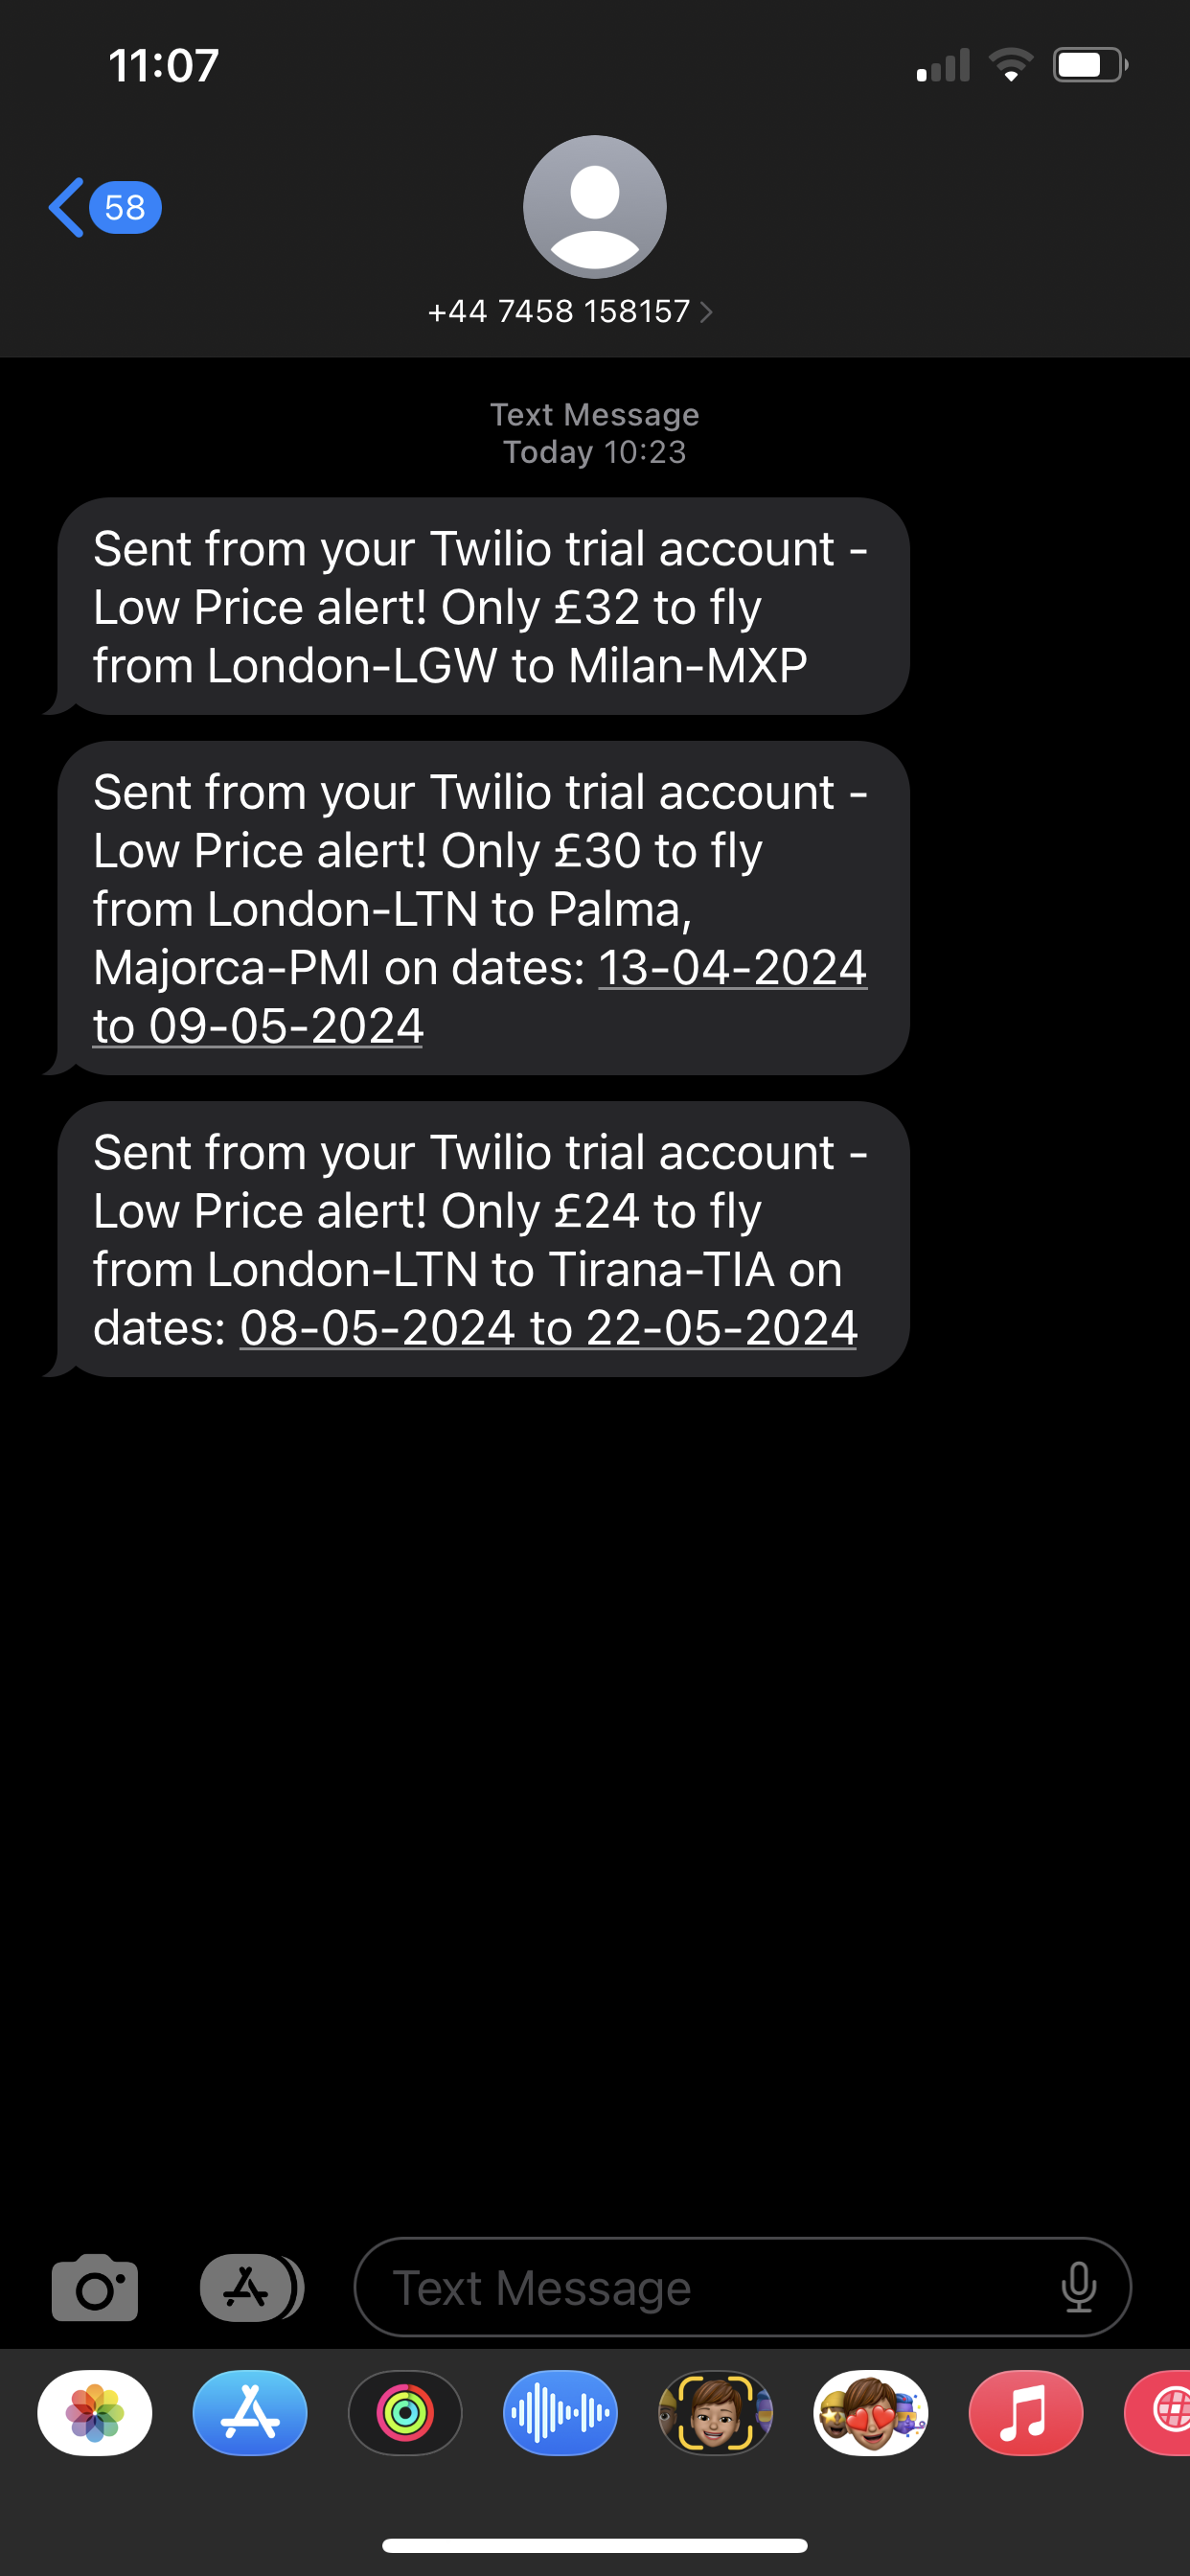 11:07
58
+44 7458 158157
Text Message
Today 10:23
Sent from your Twilio trial account -
Low Price alert! Only £32 to fly
from London-LGW to Milan-MXP
Sent from your Twilio trial account -
Low Price alert! Only £30 to fly
from London-LTN to Palma,
Majorca-PMI on dates: 13-04-2024
to 09-05-2024
Sent from your Twilio trial account -
Low Price alert! Only £24 to fly
from London-LTN to Tirana-TIA on
dates: 08-05-2024 to 22-05-2024
Text Message